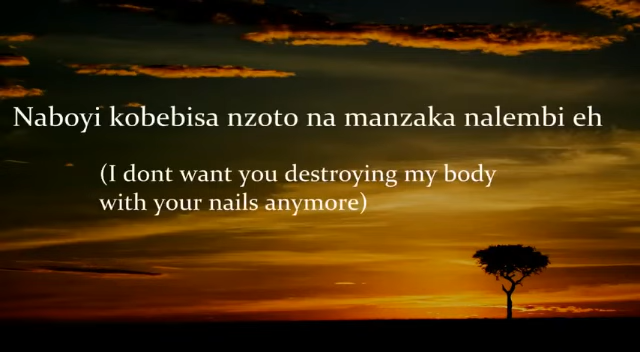 Naboyi kobebisa nzoto na manzaka nalembi eh
(I dont want you destroying my body
with your nails anymore)